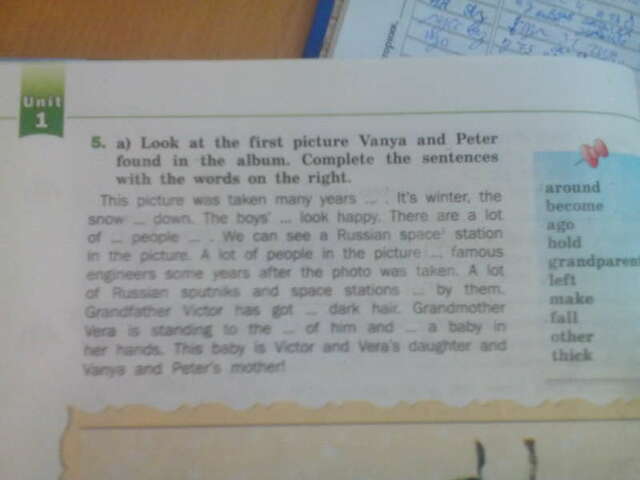 Unit
1
5. a) Look at the first picture Vanya and Peter
found in the album. Complete the sentences
with the words on the right.
This picture was taken many years ... . It's winter, the
snow ... down. The boys' ... look happy. There are a lot
of ... people ... . We can see a Russian space station
in the picture. A lot of people in the picture ... famous
engineers some years after the photo was taken. A lot
of Russian sputniks and space stations ... by them.
Grandfather Victor has got ... dark hair. Grandmother
Vera is standing to the ... of him and ... a baby in
her hands. This baby is Victor and Vera's daughter and
Vanya and Peter's mother!
around
become
ago
hold
grandparent
left
make
fall
other
thick